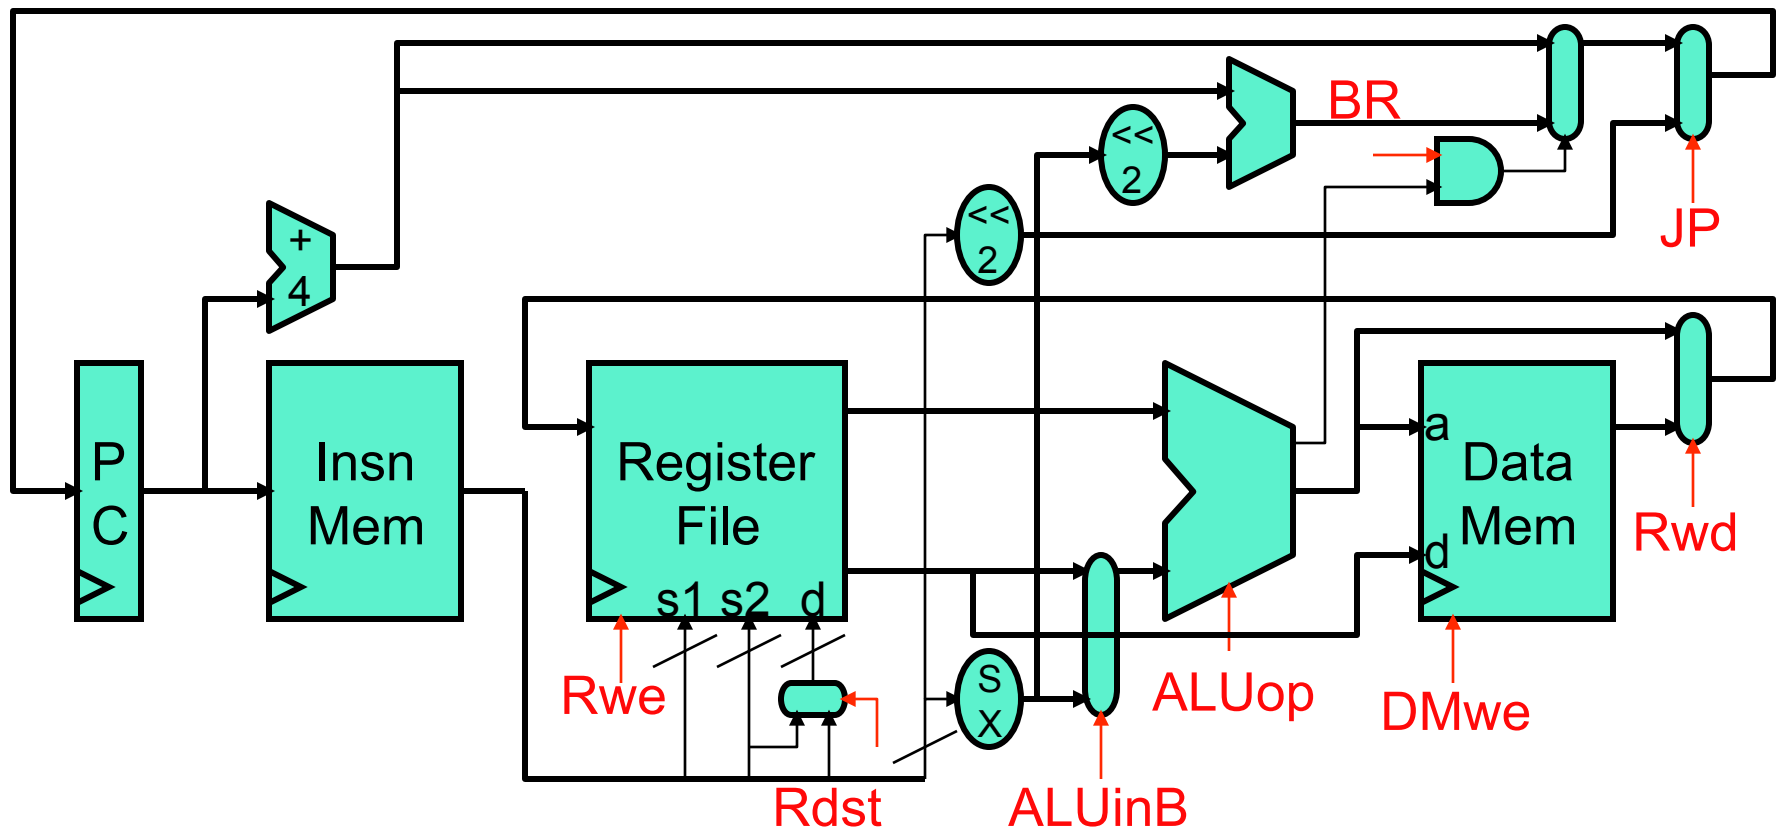 BR
<<
2
<<
2
JP
+
4
P
C
Insn
Mem
Register
File
s1 s2 d
a
d
Data
Mem
Rwd
Rwe
S
X
ALUop
DMwe
Rdst
ALUinB